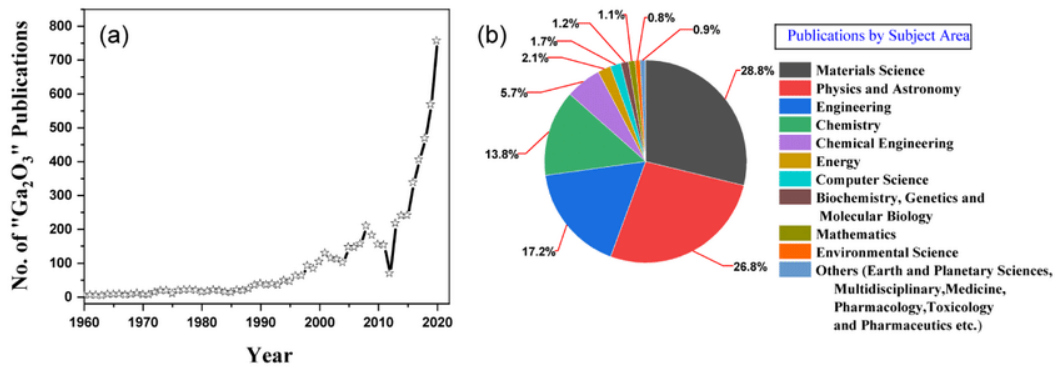 (a)
No. of "Ga₂O₃" Publications
800
700
600
500
400
300
200
100
0
1960
1970
1980
1990
2000
2010
2020
Year
(b)
1.1%
1.2%
0.8%
1.7%
0.9%
2.1%
5.7%
28.8%
13.8%
17.2%
26.8%
Publications by Subject Area
Materials Science
Physics and Astronomy
Engineering
Chemistry
Chemical Engineering
Energy
Computer Science
Biochemistry, Genetics and
Molecular Biology
Mathematics
Environmental Science
Others (Earth and Planetary Sciences,
Multidisciplinary,Medicine,
Pharmacology,Toxicology
and Pharmaceutics etc.)